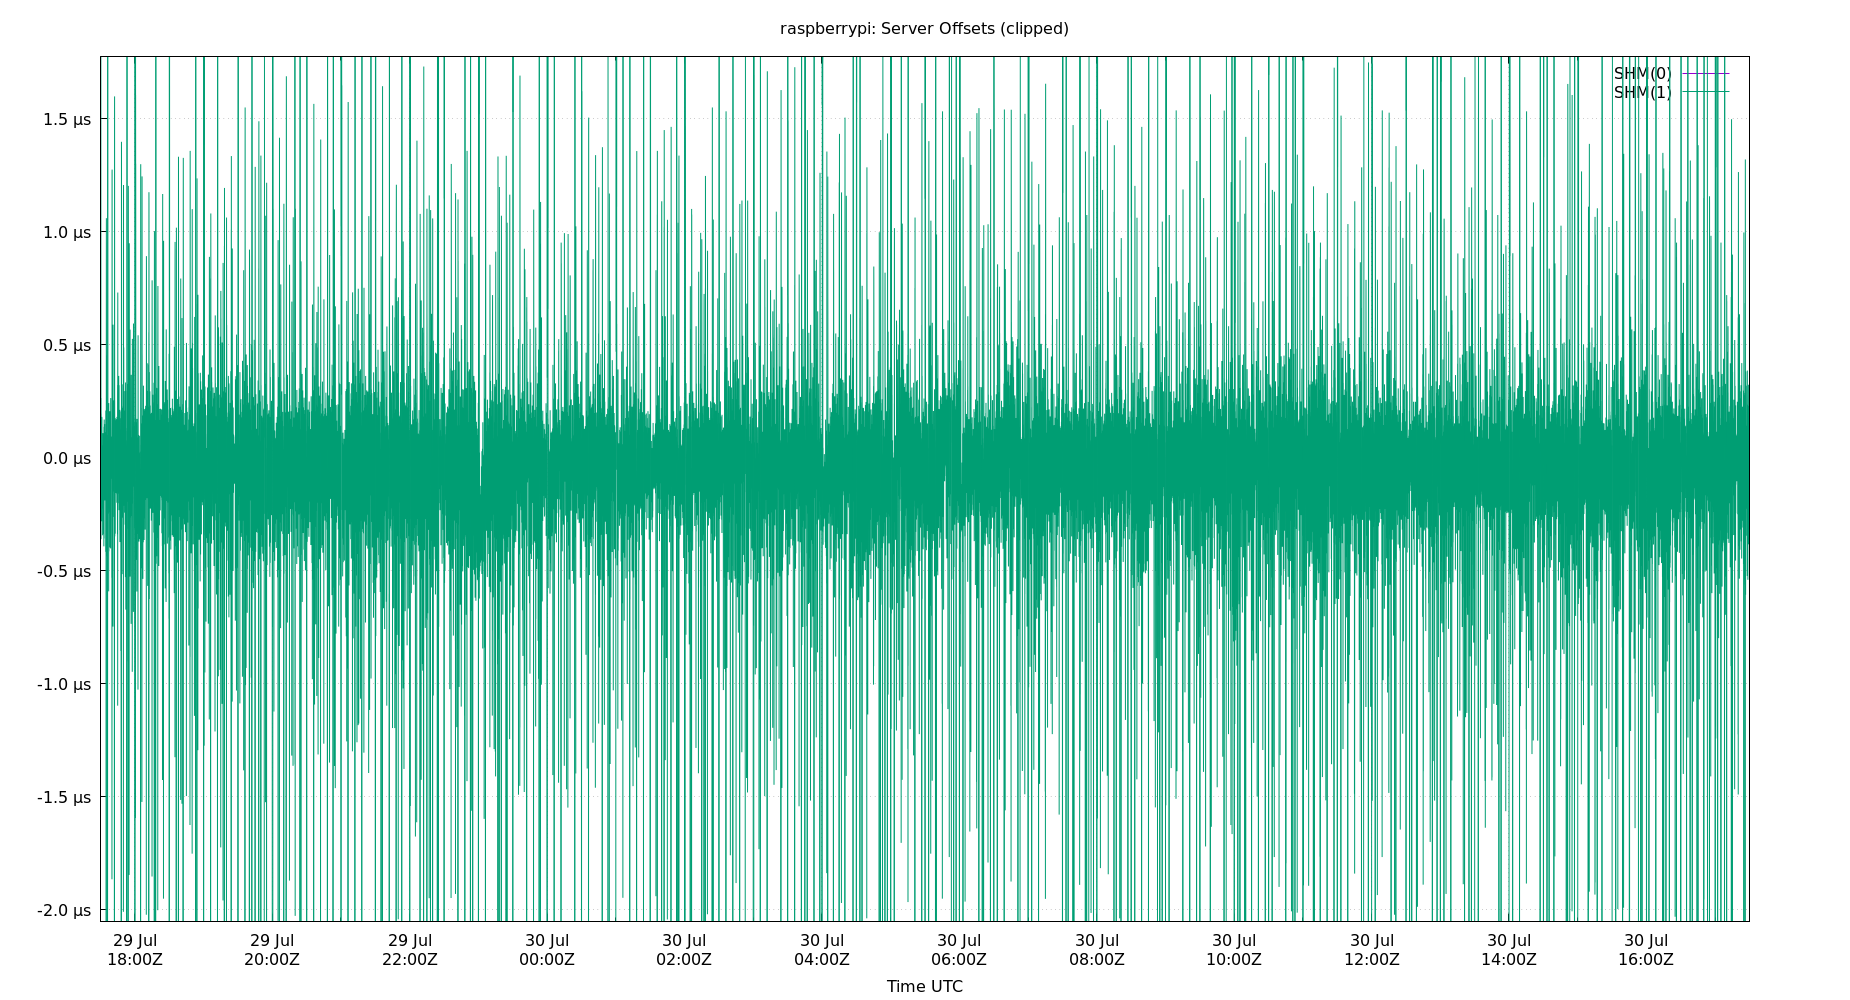 raspberrypi: Server Offsets (clipped)
SHM(0)
SHM(1)
1.5 µs
1.0 µs
0.5 µs
0.0 µs
-0.5 µs
-1.0 µs
-1.5 µs
-2.0 µs
29 Jul 29 Jul 29 Jul 30 Jul 30 Jul 30 Jul 30 Jul 30 Jul 30 Jul 30 Jul 30 Jul 30 Jul
18:00Z 20:00Z 22:00Z 00:00Z 02:00Z 04:00Z 06:00Z 08:00Z 10:00Z 12:00Z 14:00Z 16:00Z
Time UTC